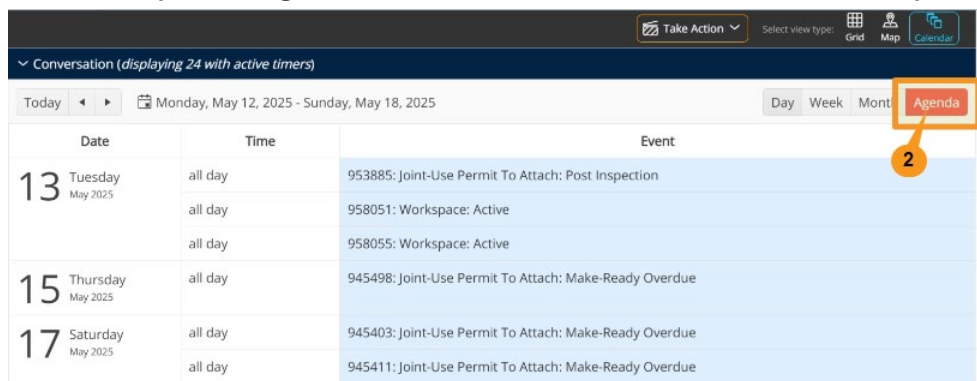 Take Action
Select view type:
Grid
Map
Calendar
Conversation (displaying 24 with active timers)
Today
Monday, May 12, 2025 - Sunday, May 18, 2025
Day Week Month Agenda
2
Date Time Event
13 Tuesday May 2025
all day 953885: Joint-Use Permit To Attach: Post Inspection
all day 958051: Workspace: Active
all day 958055: Workspace: Active
15 Thursday May 2025
all day 945498: Joint-Use Permit To Attach: Make-Ready Overdue
17 Saturday May 2025
all day 945403: Joint-Use Permit To Attach: Make-Ready Overdue
all day 945411: Joint-Use Permit To Attach: Make-Ready Overdue